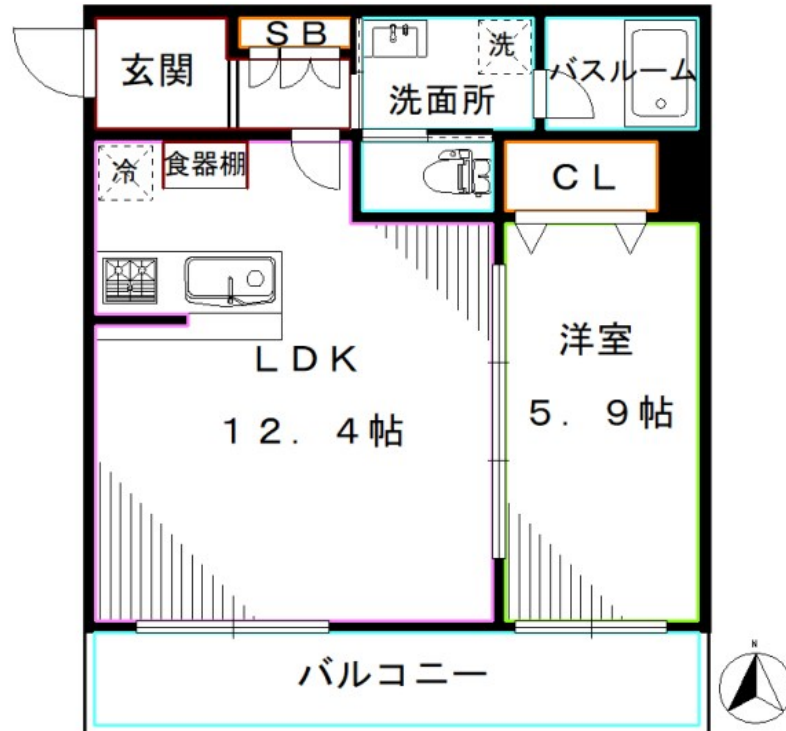 玄関
ＳＢ
洗
洗面所
バスルーム
冷
食器棚
ＣＬ
ＬＤＫ
１２．４帖
洋室
５．９帖
バルコニー
N